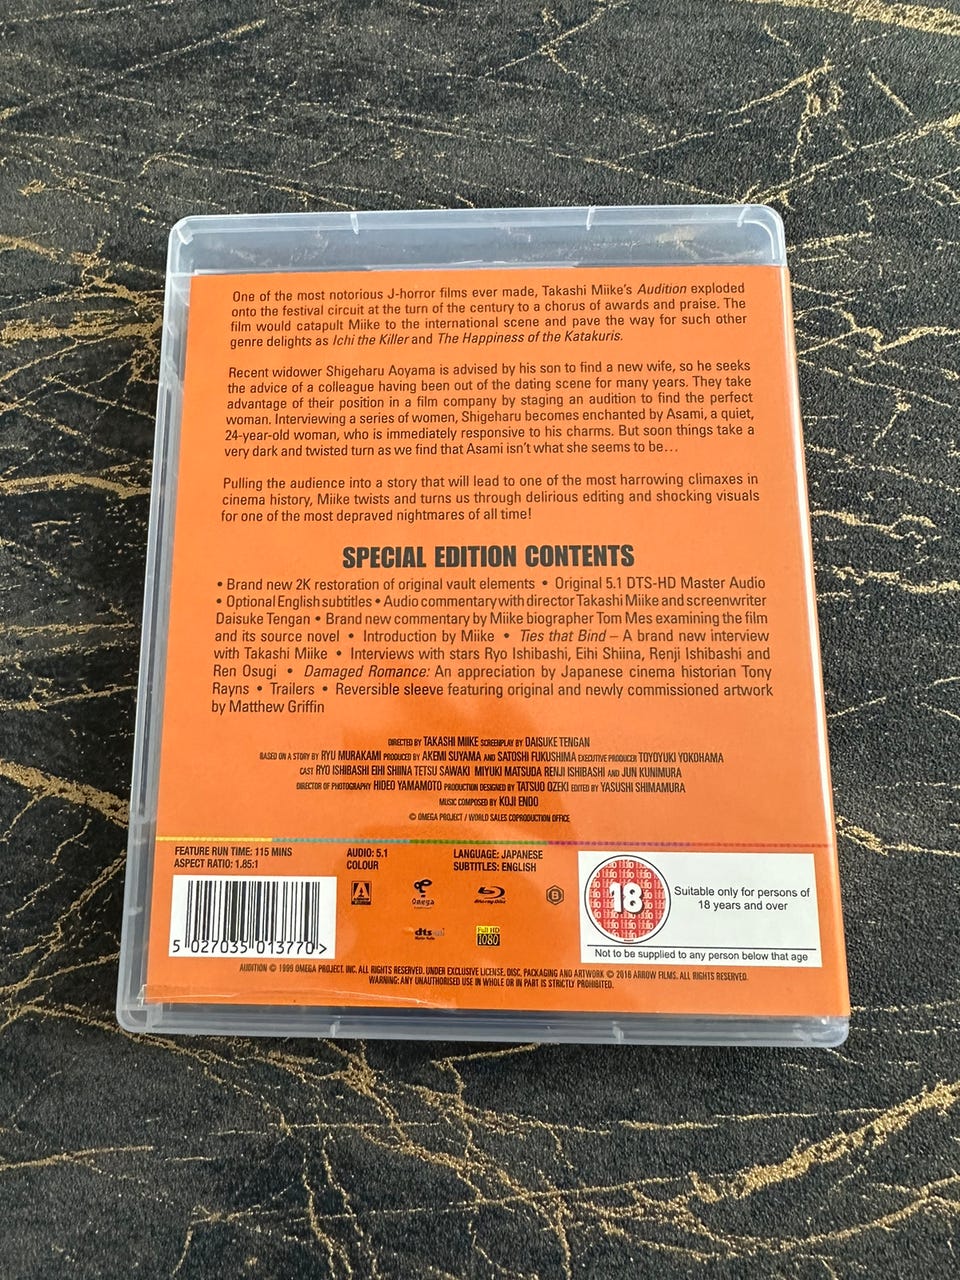 One of the most notorious J-horror films ever made, Takashi Miike's Audition exploded
onto the festival circuit at the turn of the century to a chorus of awards and praise. The
film would catapult Miike to the international scene and pave the way for such other
genre delights as Ichi the Killer and The Happiness of the Katakuris.
Recent widower Shigeharu Aoyama is advised by his son to find a new wife, so he seeks
the advice of a colleague having been out of the dating scene for many years. They take
advantage of their position in a film company by staging an audition to find the perfect
woman. Interviewing a series of women, Shigeharu becomes enchanted by Asami, a quiet,
24-year-old woman, who is immediately responsive to his charms. But soon things take a
very dark and twisted turn as we find that Asami isn't what she seems to be...
Pulling the audience into a story that will lead to one of the most harrowing climaxes in
cinema history, Miike twists and turns us through delirious editing and shocking visuals
for one of the most depraved nightmares of all time!
SPECIAL EDITION CONTENTS
• Brand new 2K restoration of original vault elements • Original 5.1 DTS-HD Master Audio
• Optional English subtitles • Audio commentary with director Takashi Miike and screenwriter
Daisuke Tengan • Brand new commentary by Miike biographer Tom Mes examining the film
and its source novel • Introduction by Miike • Ties that Bind – A brand new interview
with Takashi Miike • Interviews with stars Ryo Ishibashi, Eihi Shiina, Renji Ishibashi and
Ren Osugi • Damaged Romance: An appreciation by Japanese cinema historian Tony
Rayns • Trailers • Reversible sleeve featuring original and newly commissioned artwork
by Matthew Griffin
DIRECTED BY TAKASHI MIIKE SCREENPLAY BY DAISUKE TENGAN
BASED ON A STORY BY RYU MURAKAMI PRODUCED BY AKEMI SUYAMA AND SATOSHI FUKUSHIMA EXECUTIVE PRODUCER TOYOYUKI YOKOHAMA
CAST RYO ISHIBASHI EIHI SHIINA TETSU SAWAKI MIYUKI MATSUDA RENJI ISHIBASHI AND JUN KUNIMURA
DIRECTOR OF PHOTOGRAPHY HIDEO YAMAMOTO PRODUCTION DESIGNED BY TATSUO OZEKI EDITED BY YASUSHI SHIMAMURA
MUSIC COMPOSED BY KOJI ENDO
© OMEGA PROJECT / WORLD SALES COPRODUCTION OFFICE
FEATURE RUN TIME: 115 MINS
ASPECT RATIO: 1.85:1
AUDIO: 5.1
COLOUR
LANGUAGE: JAPANESE
SUBTITLES: ENGLISH
Omega
Blu-ray Disc
B
dts-HD
Master Audio
Full HD
1080
5 027035 013770 >
18
Suitable only for persons of
18 years and over
Not to be supplied to any person below that age
AUDITION © 1999 OMEGA PROJECT, INC. ALL RIGHTS RESERVED. UNDER EXCLUSIVE LICENSE. DISC, PACKAGING AND ARTWORK © 2016 ARROW FILMS. ALL RIGHTS RESERVED.
WARNING: ANY UNAUTHORISED USE IN WHOLE OR IN PART IS STRICTLY PROHIBITED.